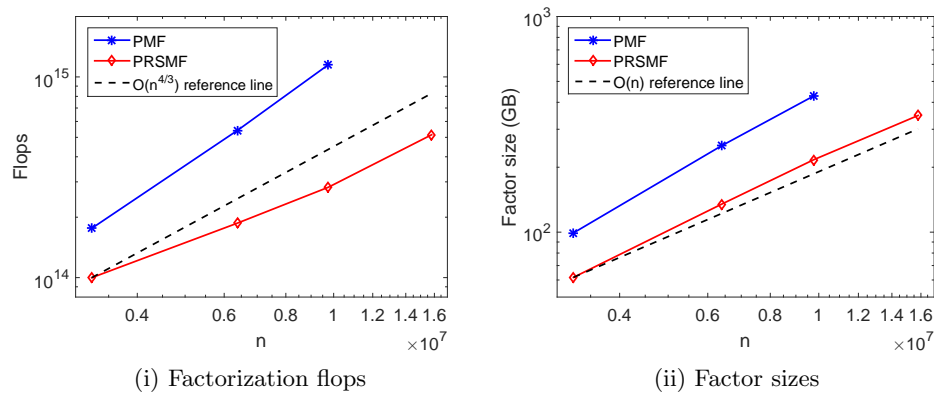 PMF
PRSMF
O(n^{4/3}) reference line
10^{15}
10^{14}
Flops
0.4
0.6
0.8
1
1.2
1.4
1.6
n
×10^7
(i) Factorization flops
PMF
PRSMF
O(n) reference line
10^3
10^2
Factor size (GB)
0.4
0.6
0.8
1
1.2
1.4
1.6
n
×10^7
(ii) Factor sizes